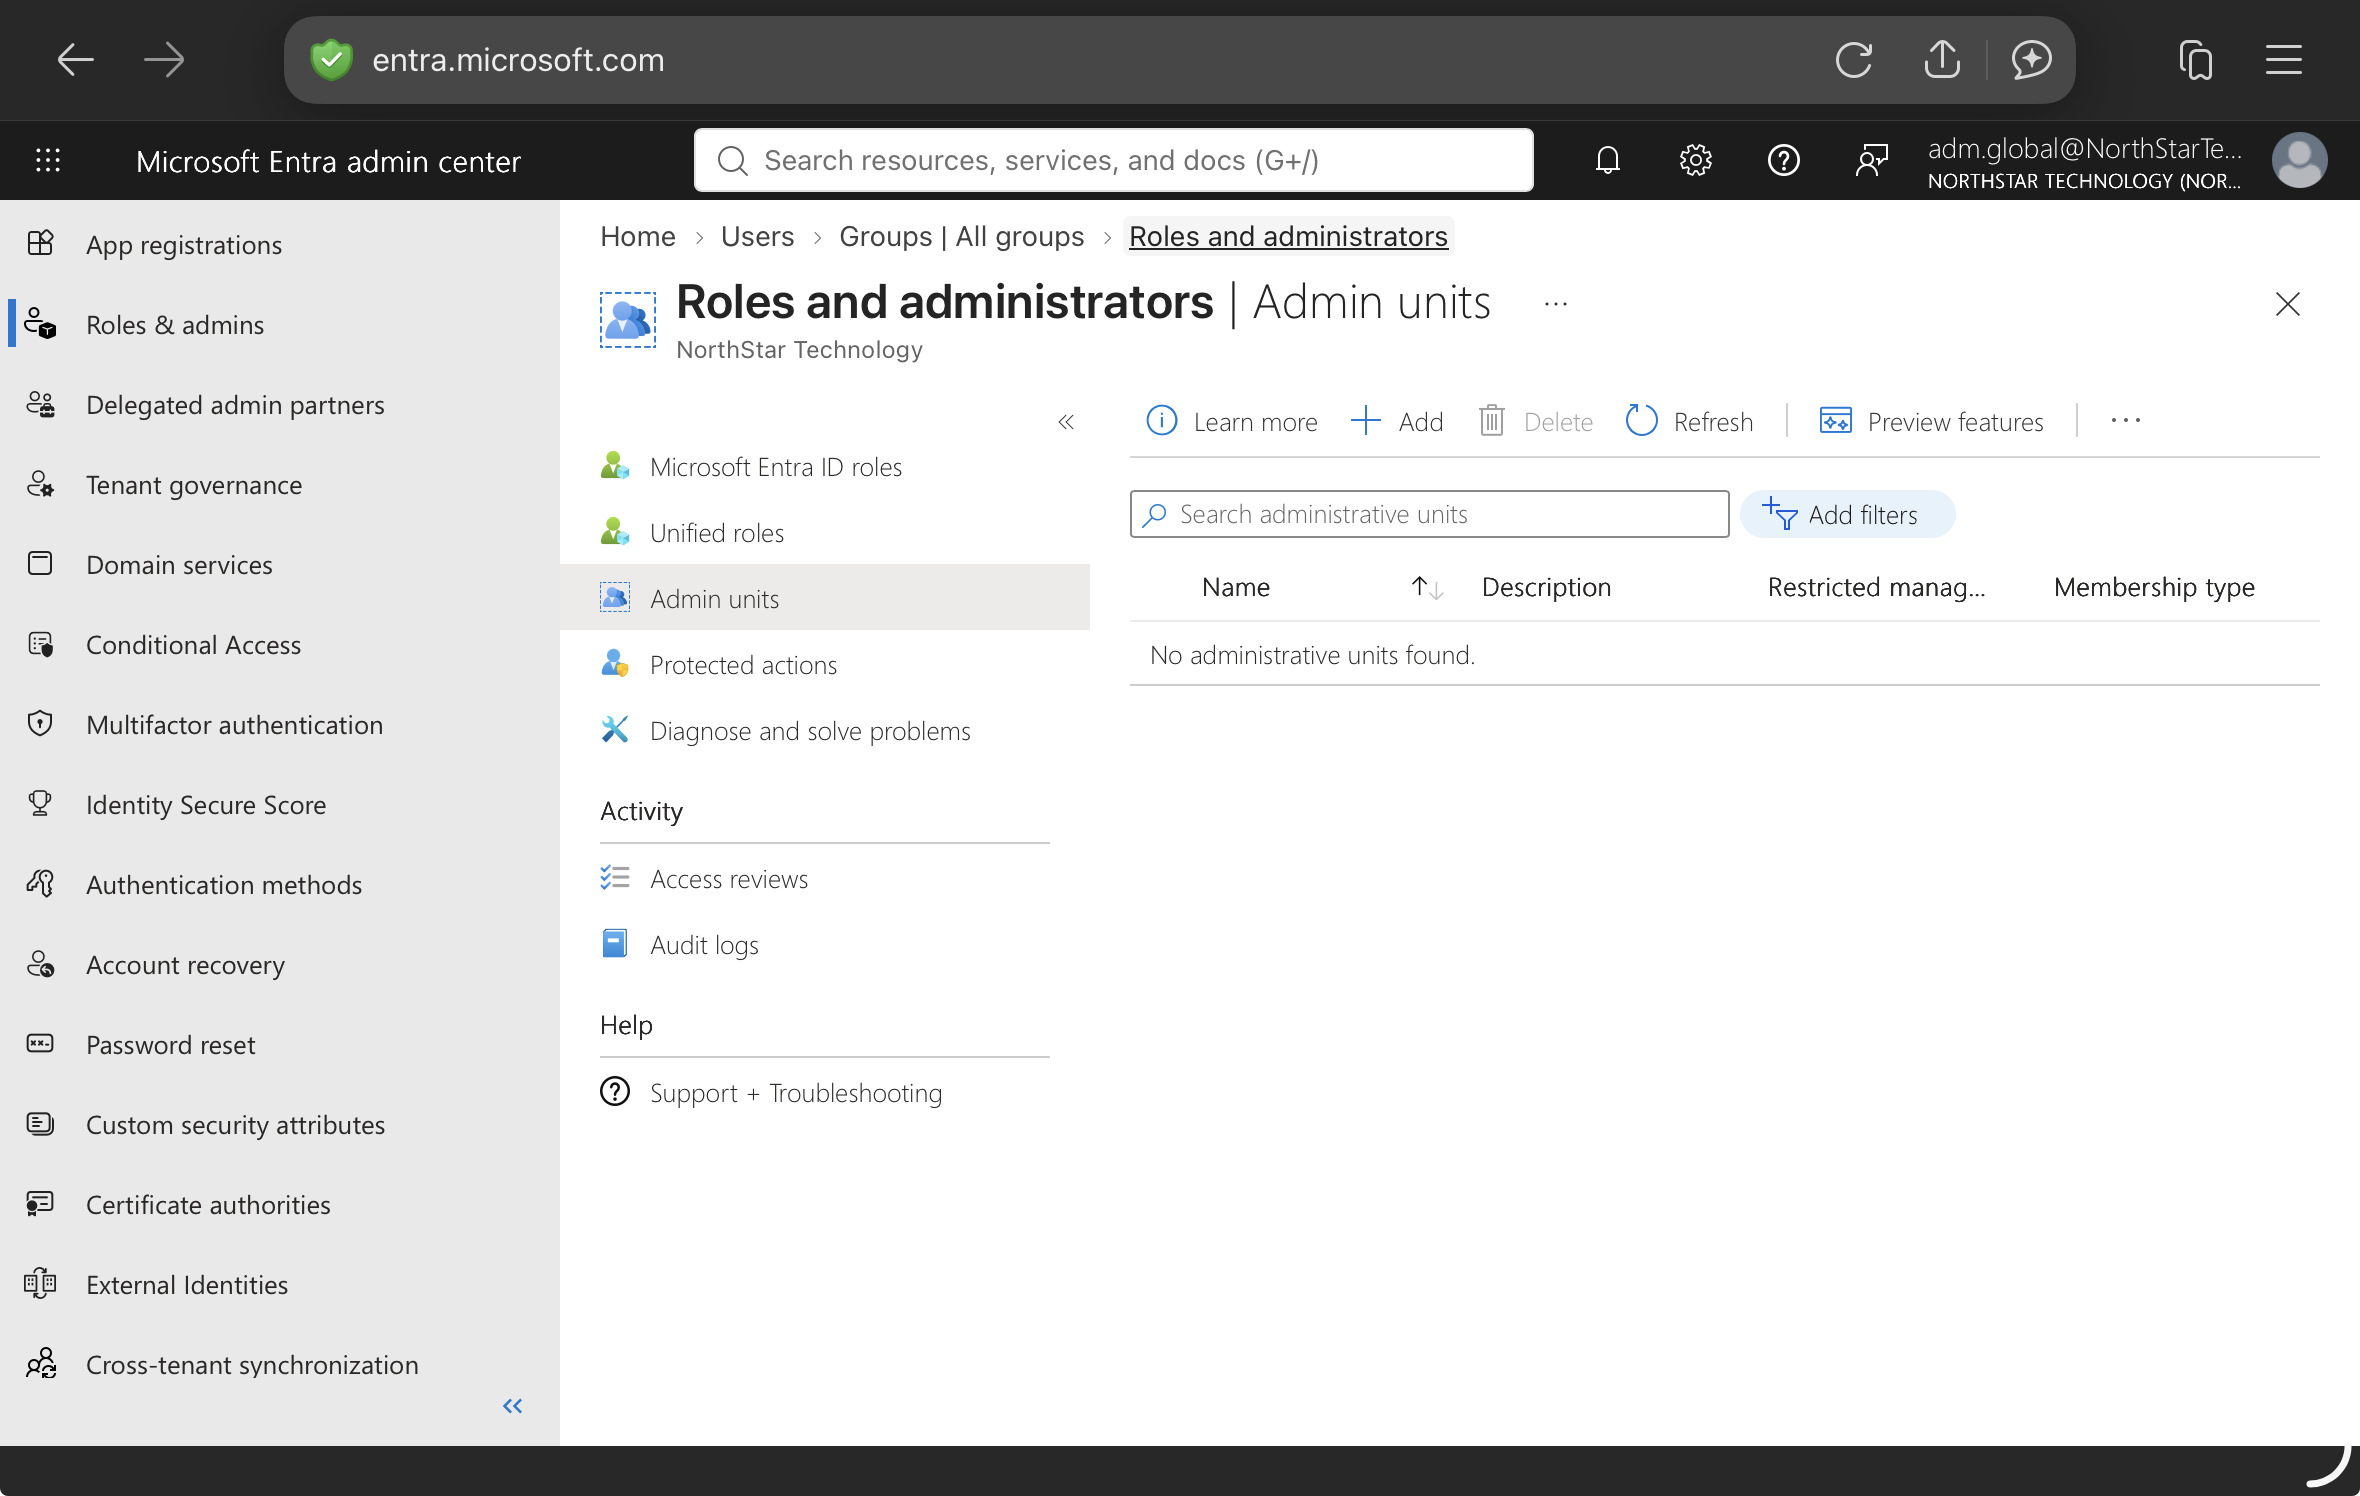 entra.microsoft.com
Microsoft Entra admin center
Search resources, services, and docs (G+/)
adm.global@NorthStarTe...
NORTHSTAR TECHNOLOGY (NOR...
App registrations
Roles & admins
Delegated admin partners
Tenant governance
Domain services
Conditional Access
Multifactor authentication
Identity Secure Score
Authentication methods
Account recovery
Password reset
Custom security attributes
Certificate authorities
External Identities
Cross-tenant synchronization
Home > Users > Groups | All groups > Roles and administrators
Roles and administrators | Admin units ...
NorthStar Technology
Microsoft Entra ID roles
Unified roles
Admin units
Protected actions
Diagnose and solve problems
Activity
Access reviews
Audit logs
Help
Support + Troubleshooting
Learn more Add Delete Refresh Preview features ...
Search administrative units Add filters
Name Description Restricted manag... Membership type
No administrative units found.